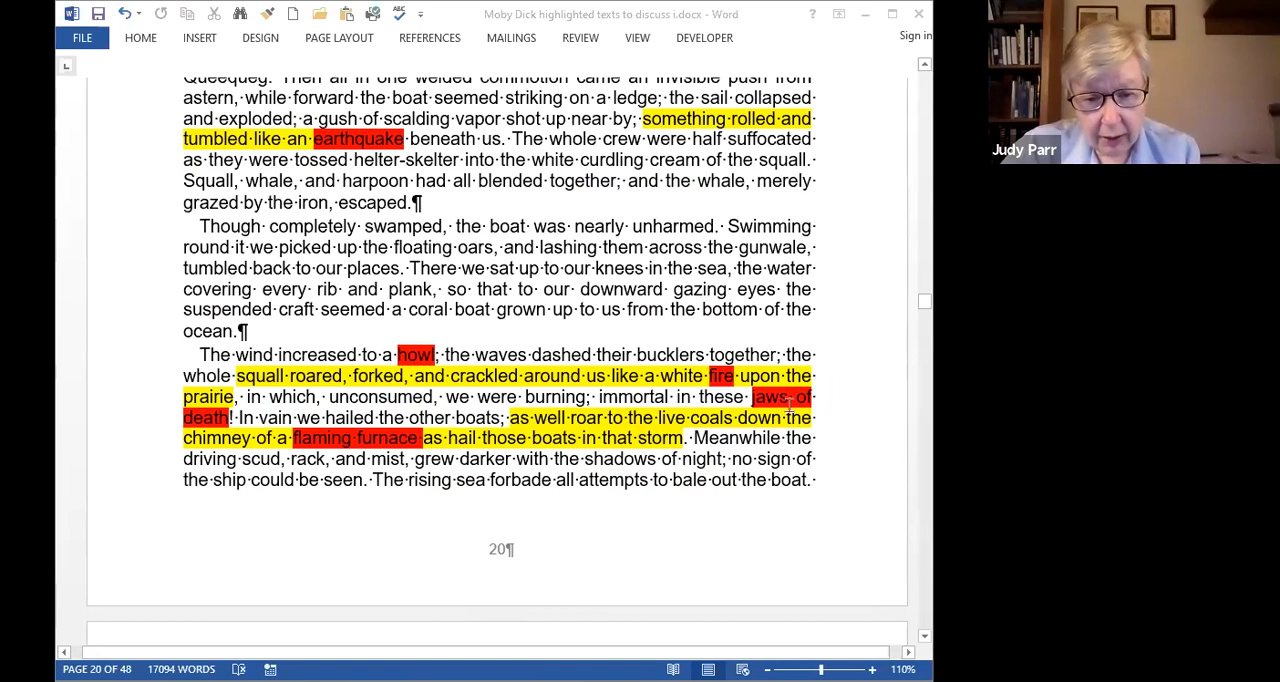 Moby Dick highlighted texts to discuss i.docx - Word
Sign in
FILE HOME INSERT DESIGN PAGE LAYOUT REFERENCES MAILINGS REVIEW VIEW DEVELOPER
Queequeg. Then all in one welded commotion came an invisible push from
astern, while forward the boat seemed striking on a ledge; the sail collapsed
and exploded; a gush of scalding vapor shot up near by; something rolled and
tumbled like an earthquake beneath us. The whole crew were half suffocated
as they were tossed helter-skelter into the white curdling cream of the squall.
Squall, whale, and harpoon had all blended together; and the whale, merely
grazed by the iron, escaped.¶
Though completely swamped, the boat was nearly unharmed. Swimming
round it we picked up the floating oars, and lashing them across the gunwale,
tumbled back to our places. There we sat up to our knees in the sea, the water
covering every rib and plank, so that to our downward gazing eyes the
suspended craft seemed a coral boat grown up to us from the bottom of the
ocean.¶
The wind increased to a howl; the waves dashed their bucklers together; the
whole squall roared, forked, and crackled around us like a white fire upon the
prairie, in which, unconsumed, we were burning; immortal in these jaws of
death! In vain we hailed the other boats; as well roar to the live coals down the
chimney of a flaming furnace as hail those boats in that storm. Meanwhile the
driving scud, rack, and mist, grew darker with the shadows of night; no sign of
the ship could be seen. The rising sea forbade all attempts to bale out the boat.
20¶
PAGE 20 OF 48 17094 WORDS 110%
Judy Parr